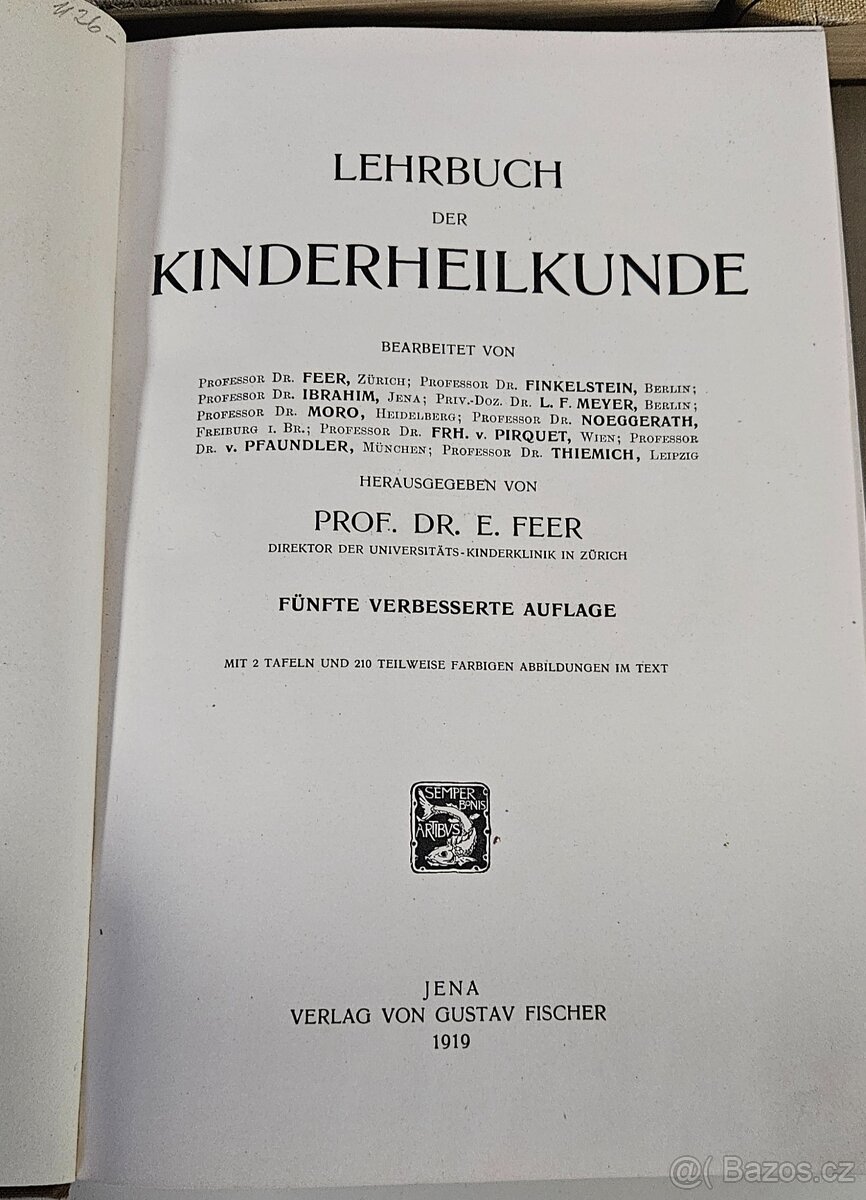 M 26-
LEHRBUCH
DER
KINDERHEILKUNDE
BEARBEITET VON
PROFESSOR DR. FEER, ZÜRICH; PROFESSOR DR. FINKELSTEIN, BERLIN;
PROFESSOR DR. IBRAHIM, JENA; PRIV.-DOZ. DR. L. F. MEYER, BERLIN;
PROFESSOR DR. MORO, HEIDELBERG; PROFESSOR DR. NOEGGERATH,
FREIBURG I. BR.; PROFESSOR DR. FRH. v. PIRQUET, WIEN; PROFESSOR
DR. v. PFAUNDLER, MÜNCHEN; PROFESSOR DR. THIEMICH, LEIPZIG
HERAUSGEGEBEN VON
PROF. DR. E. FEER
DIREKTOR DER UNIVERSITÄTS-KINDERKLINIK IN ZÜRICH
FÜNFTE VERBESSERTE AUFLAGE
MIT 2 TAFELN UND 210 TEILWEISE FARBIGEN ABBILDUNGEN IM TEXT
SEMPER
BONIS
ARTIBVS
JENA
VERLAG VON GUSTAV FISCHER
1919
@( Bazos.cz